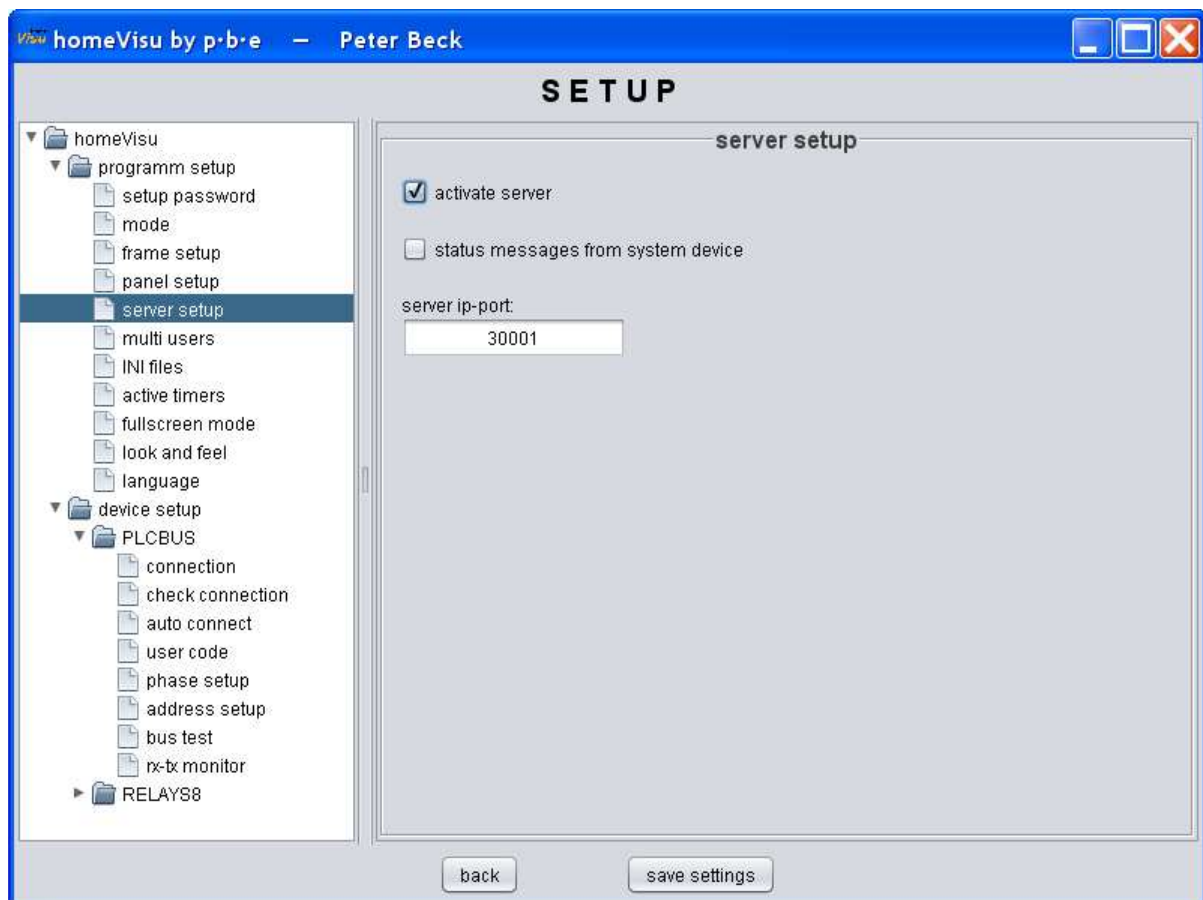 Visu homeVisu by p·b·e – Peter Beck
SETUP
homeVisu
programm setup
setup password
mode
frame setup
panel setup
server setup
multi users
INI files
active timers
fullscreen mode
look and feel
language
device setup
PLCBUS
connection
check connection
auto connect
user code
phase setup
address setup
bus test
rx-tx monitor
RELAYS8
server setup
activate server
status messages from system device
server ip-port:
30001
back
save settings